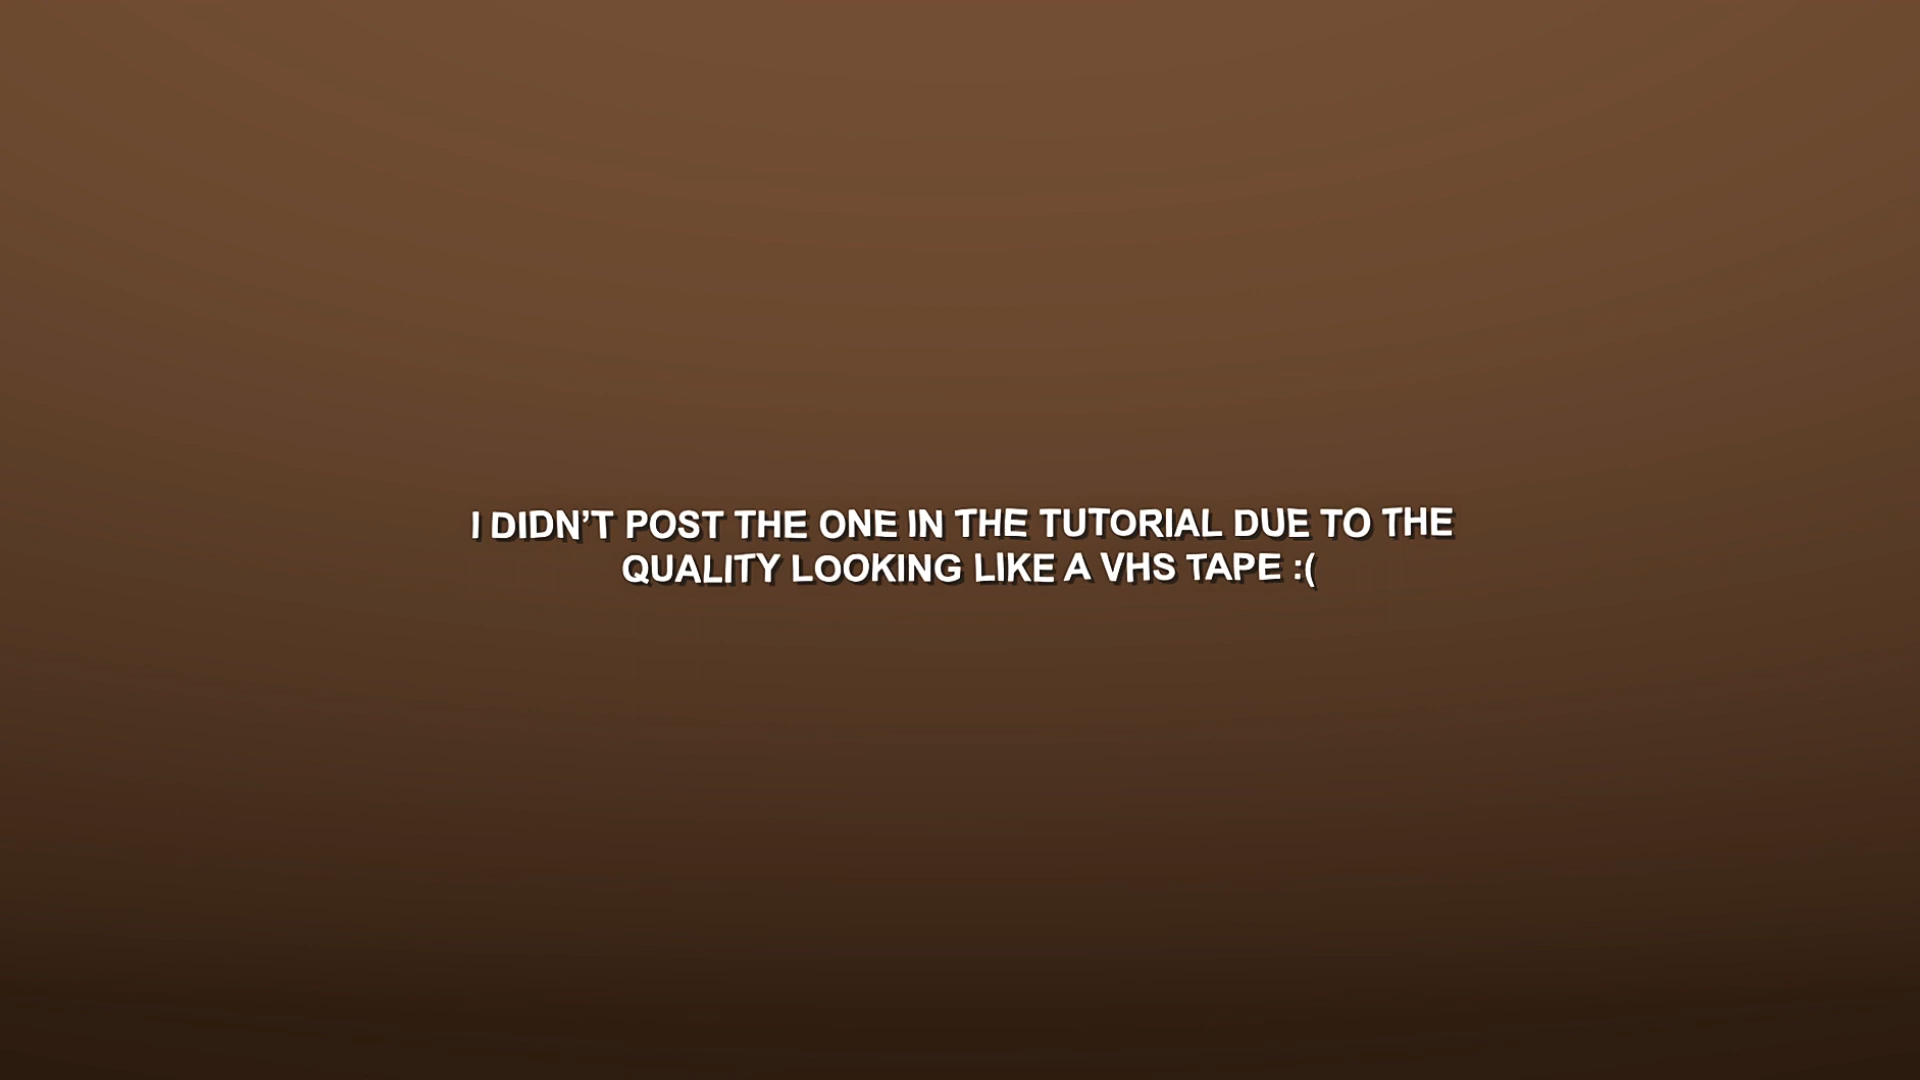 I DIDN’T POST THE ONE IN THE TUTORIAL DUE TO THE
QUALITY LOOKING LIKE A VHS TAPE :(